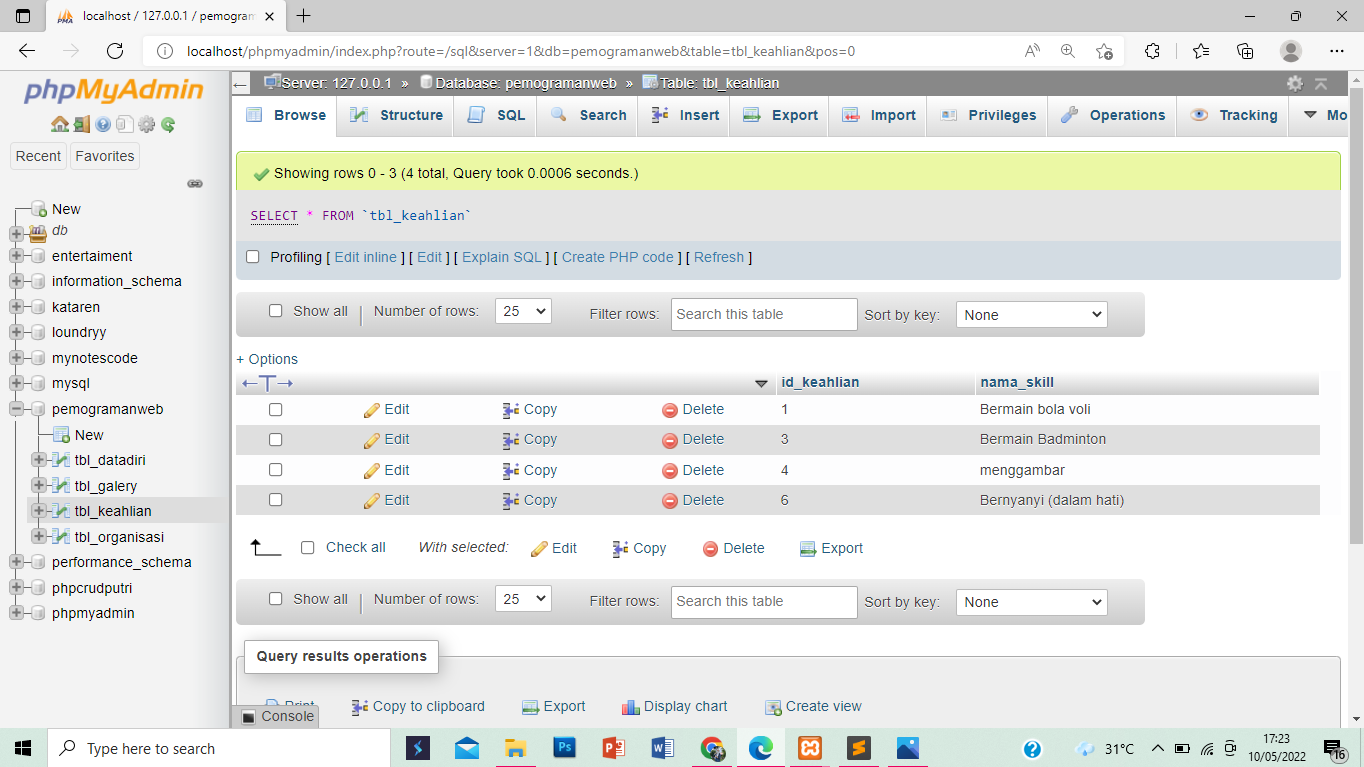 localhost / 127.0.0.1 / pemogram
localhost/phpmyadmin/index.php?route=/sql&server=1&db=pemogramanweb&table=tbl_keahlian&pos=0
phpMyAdmin
Recent Favorites
New
db
entertaiment
information_schema
kataren
loundryy
mynotescode
mysql
pemogramanweb
New
tbl_datadiri
tbl_galery
tbl_keahlian
tbl_organisasi
performance_schema
phpcrudputri
phpmyadmin
Server: 127.0.0.1 » Database: pemogramanweb » Table: tbl_keahlian
Browse Structure SQL Search Insert Export Import Privileges Operations Tracking Mo
Showing rows 0 - 3 (4 total, Query took 0.0006 seconds.)
SELECT * FROM `tbl_keahlian`
Profiling [ Edit inline ] [ Edit ] [ Explain SQL ] [ Create PHP code ] [ Refresh ]
Show all | Number of rows: 25 Filter rows: Search this table Sort by key: None
+ Options
id_keahlian nama_skill
Edit Copy Delete 1 Bermain bola voli
Edit Copy Delete 3 Bermain Badminton
Edit Copy Delete 4 menggambar
Edit Copy Delete 6 Bernyanyi (dalam hati)
Check all With selected: Edit Copy Delete Export
Show all | Number of rows: 25 Filter rows: Search this table Sort by key: None
Query results operations
Print Copy to clipboard Export Display chart Create view
Console
Type here to search
31°C
17:23
10/05/2022
16